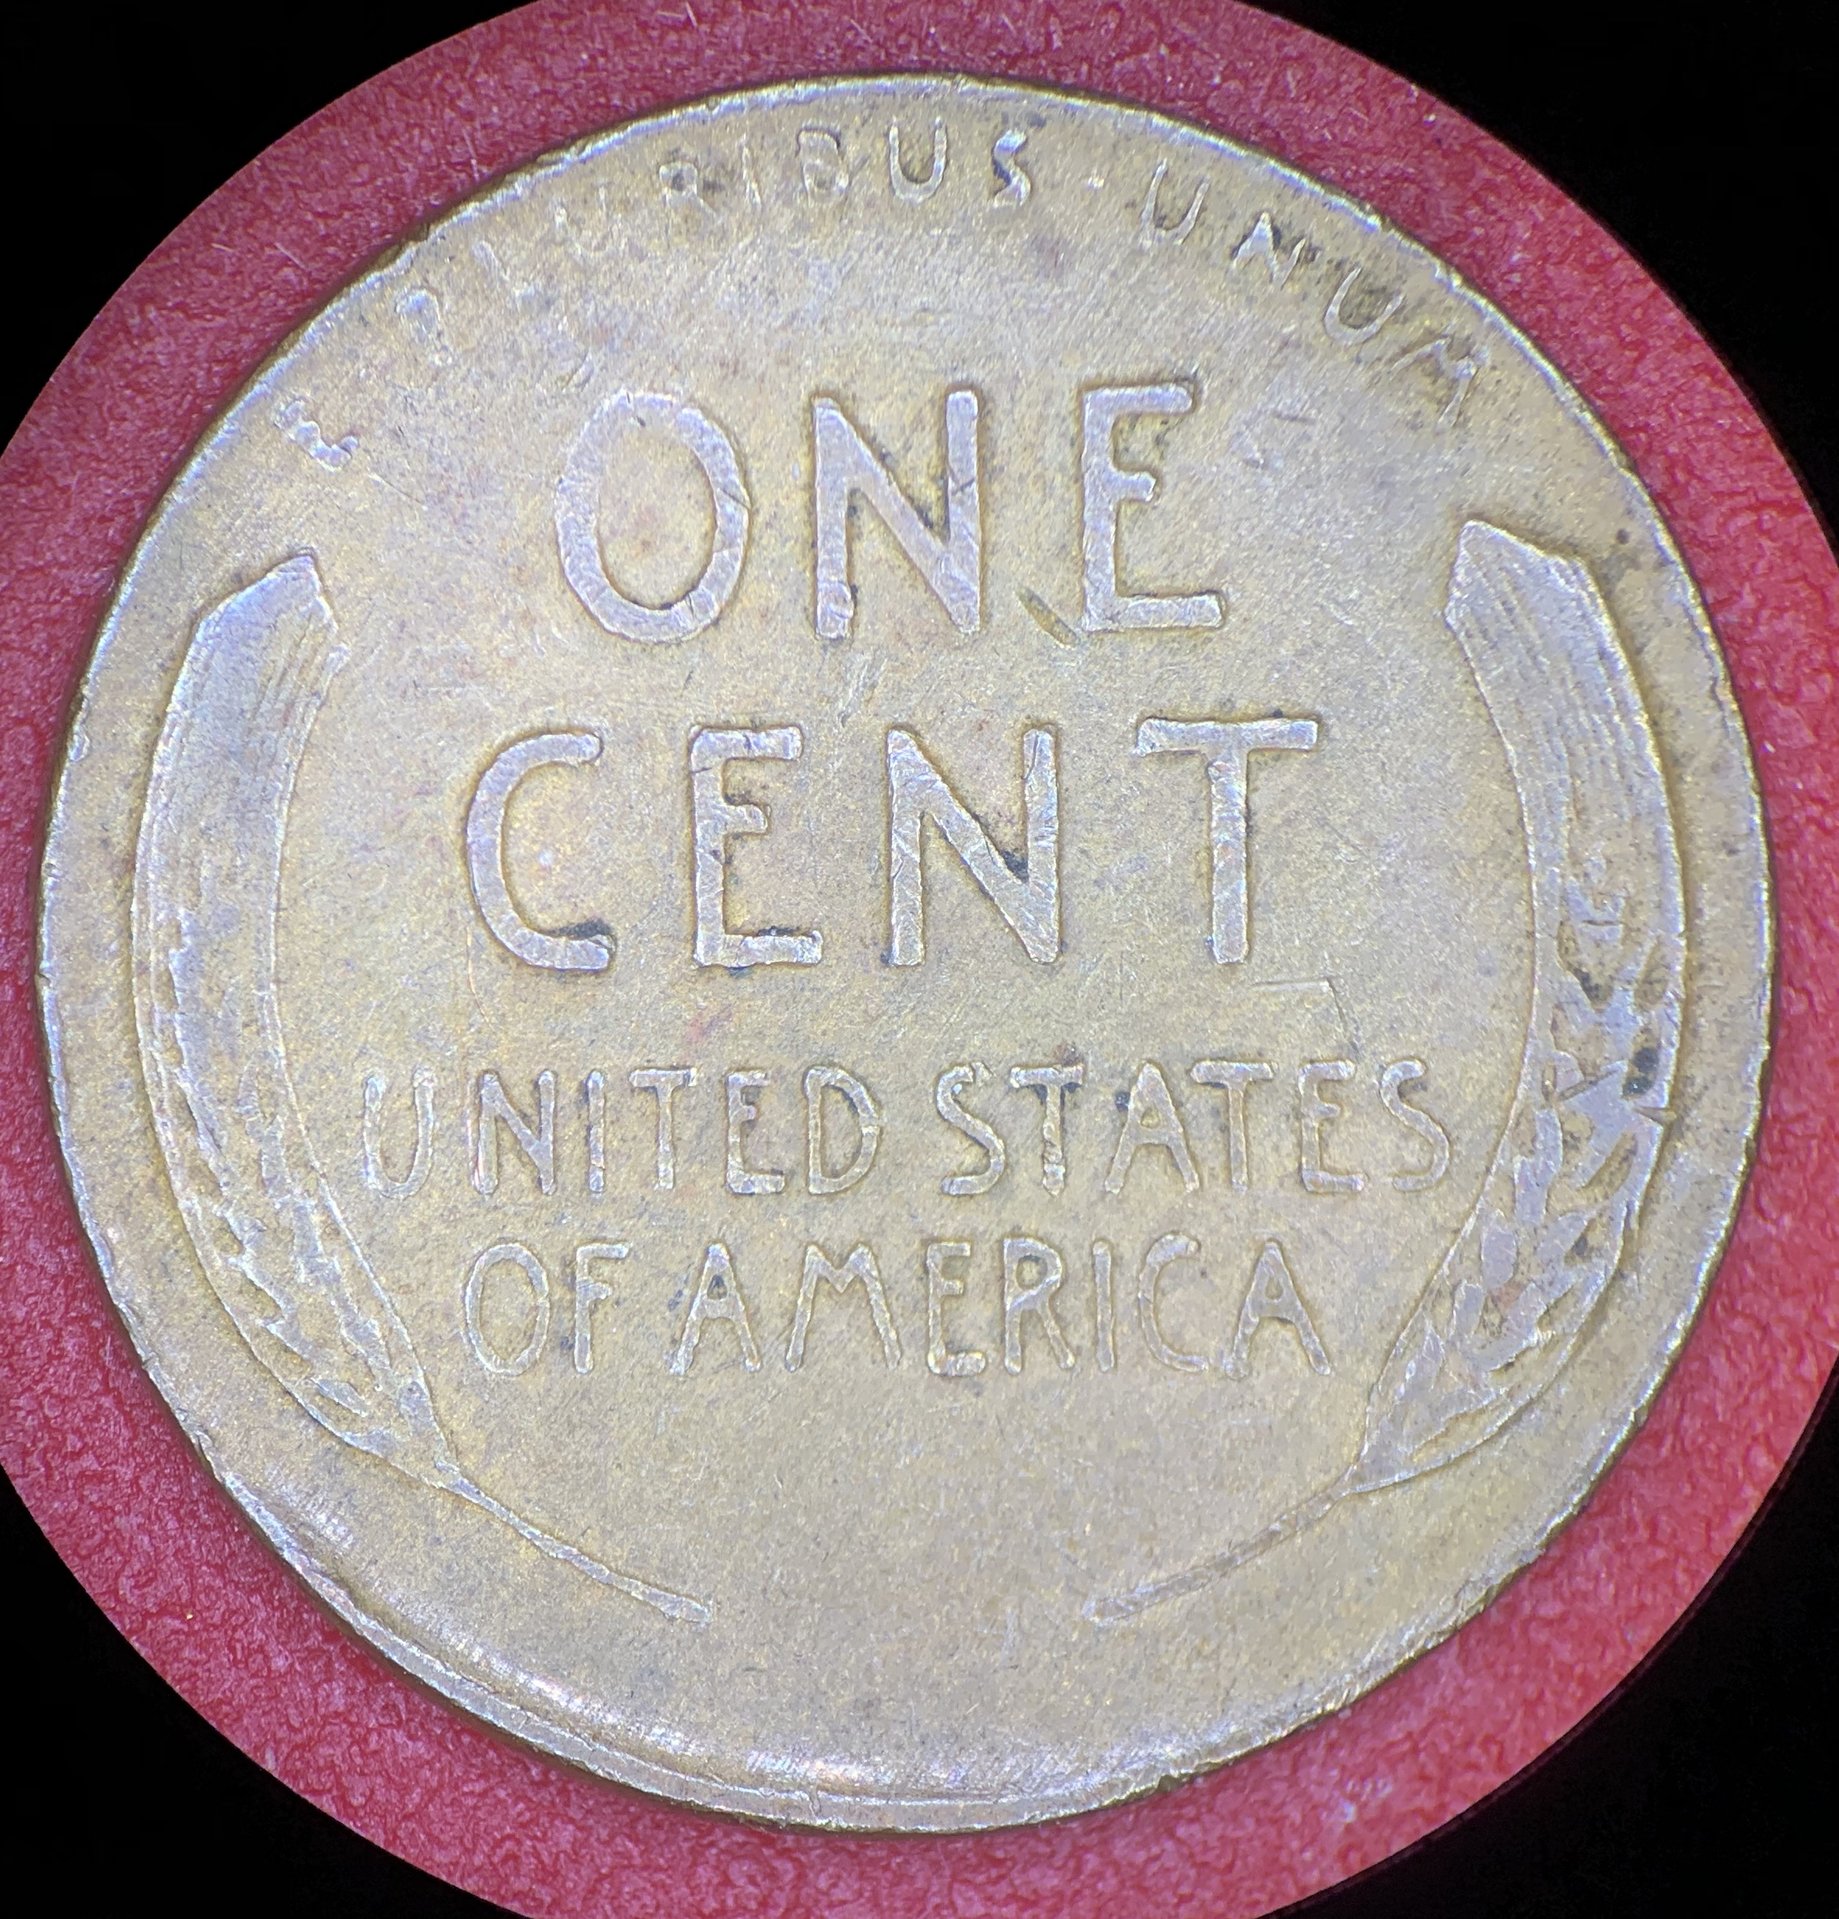 E PLURIBUS · UNUM
ONE
CENT
UNITED STATES
OF AMERICA